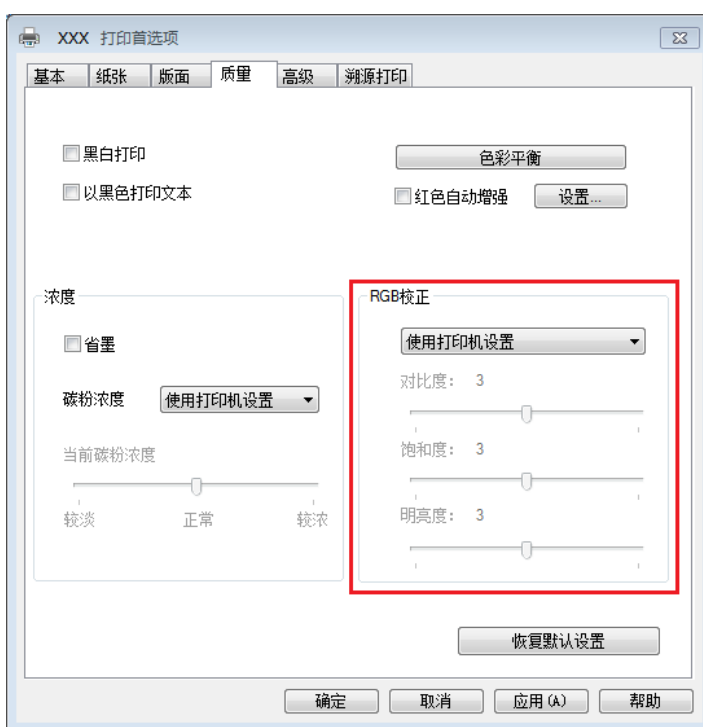 XXX 打印首选项
基本 纸张 版面 质量 高级 溯源打印
黑白打印
色彩平衡
以黑色打印文本
红色自动增强 设置...
浓度
省墨
碳粉浓度 使用打印机设置
当前碳粉浓度
较淡 正常 较浓
RGB校正
使用打印机设置
对比度： 3
饱和度： 3
明亮度： 3
恢复默认设置
确定 取消 应用(A) 帮助